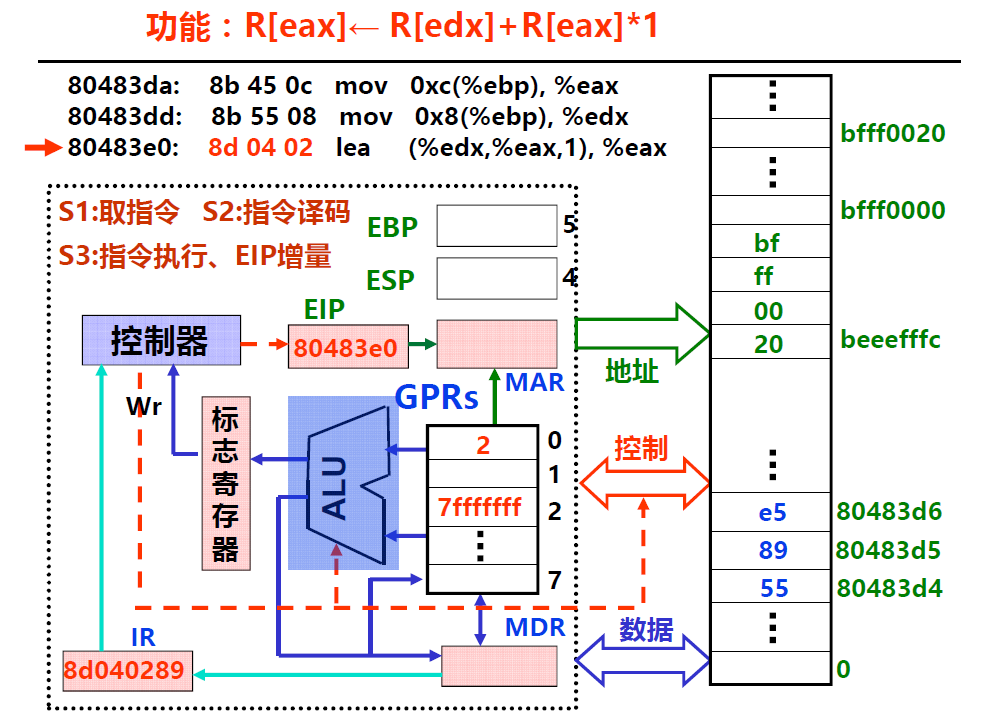 功能：R[eax]← R[edx]+R[eax]*1
80483da: 8b 45 0c mov 0xc(%ebp), %eax
80483dd: 8b 55 08 mov 0x8(%ebp), %edx
80483e0: 8d 04 02 lea (%edx,%eax,1), %eax
S1:取指令 S2:指令译码
S3:指令执行、EIP增量
EBP
5
ESP
4
EIP
控制器
80483e0
MAR
地址
Wr
GPRs
标志寄存器
ALU
2
0
1
7fffffff
2
⋮
7
控制
IR
MDR
数据
8d040289
⋮
bfff0020
⋮
bfff0000
bf
ff
00
20
beeefffc
⋮
e5
80483d6
89
80483d5
55
80483d4
⋮
0